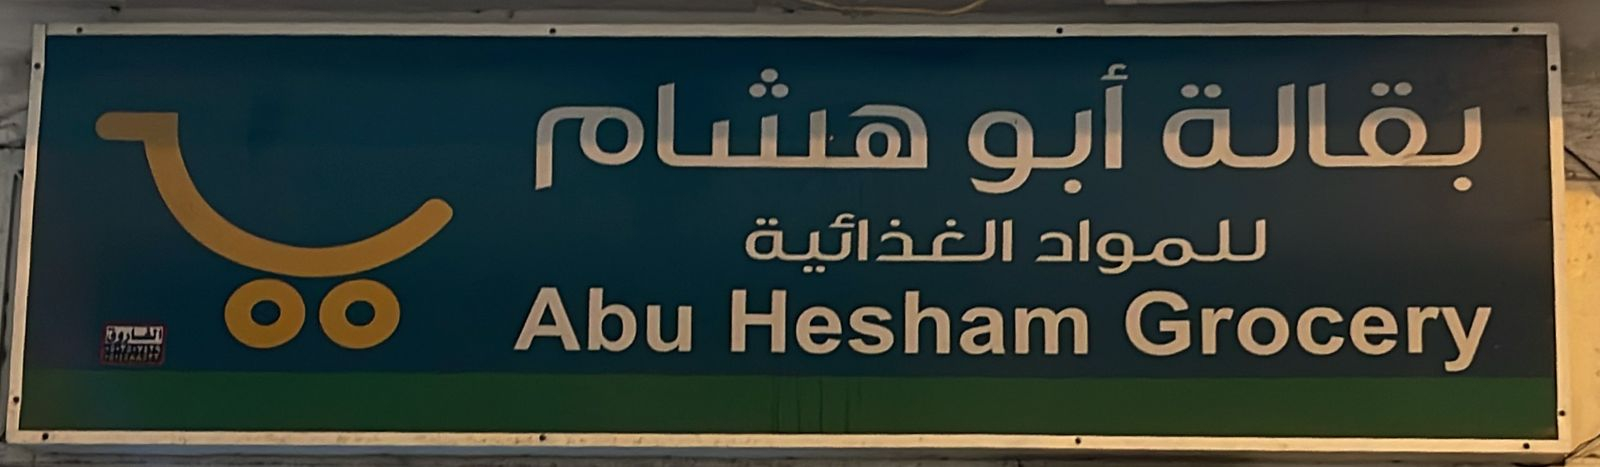 بقالة أبو هشام
للمواد الغذائية
Abu Hesham Grocery